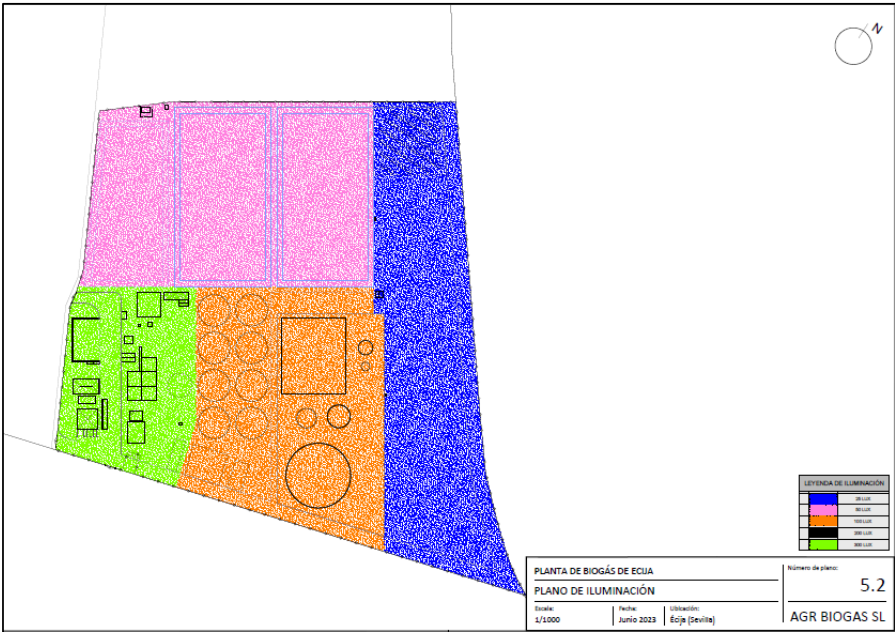 N
LEYENDA DE ILUMINACIÓN
20 LUX
50 LUX
100 LUX
200 LUX
300 LUX
PLANTA DE BIOGÁS DE ECIJA
PLANO DE ILUMINACIÓN
Número de plano:
5.2
Escala:
1/1000
Fecha:
Junio 2023
Ubicación:
Écija (Sevilla)
AGR BIOGAS SL